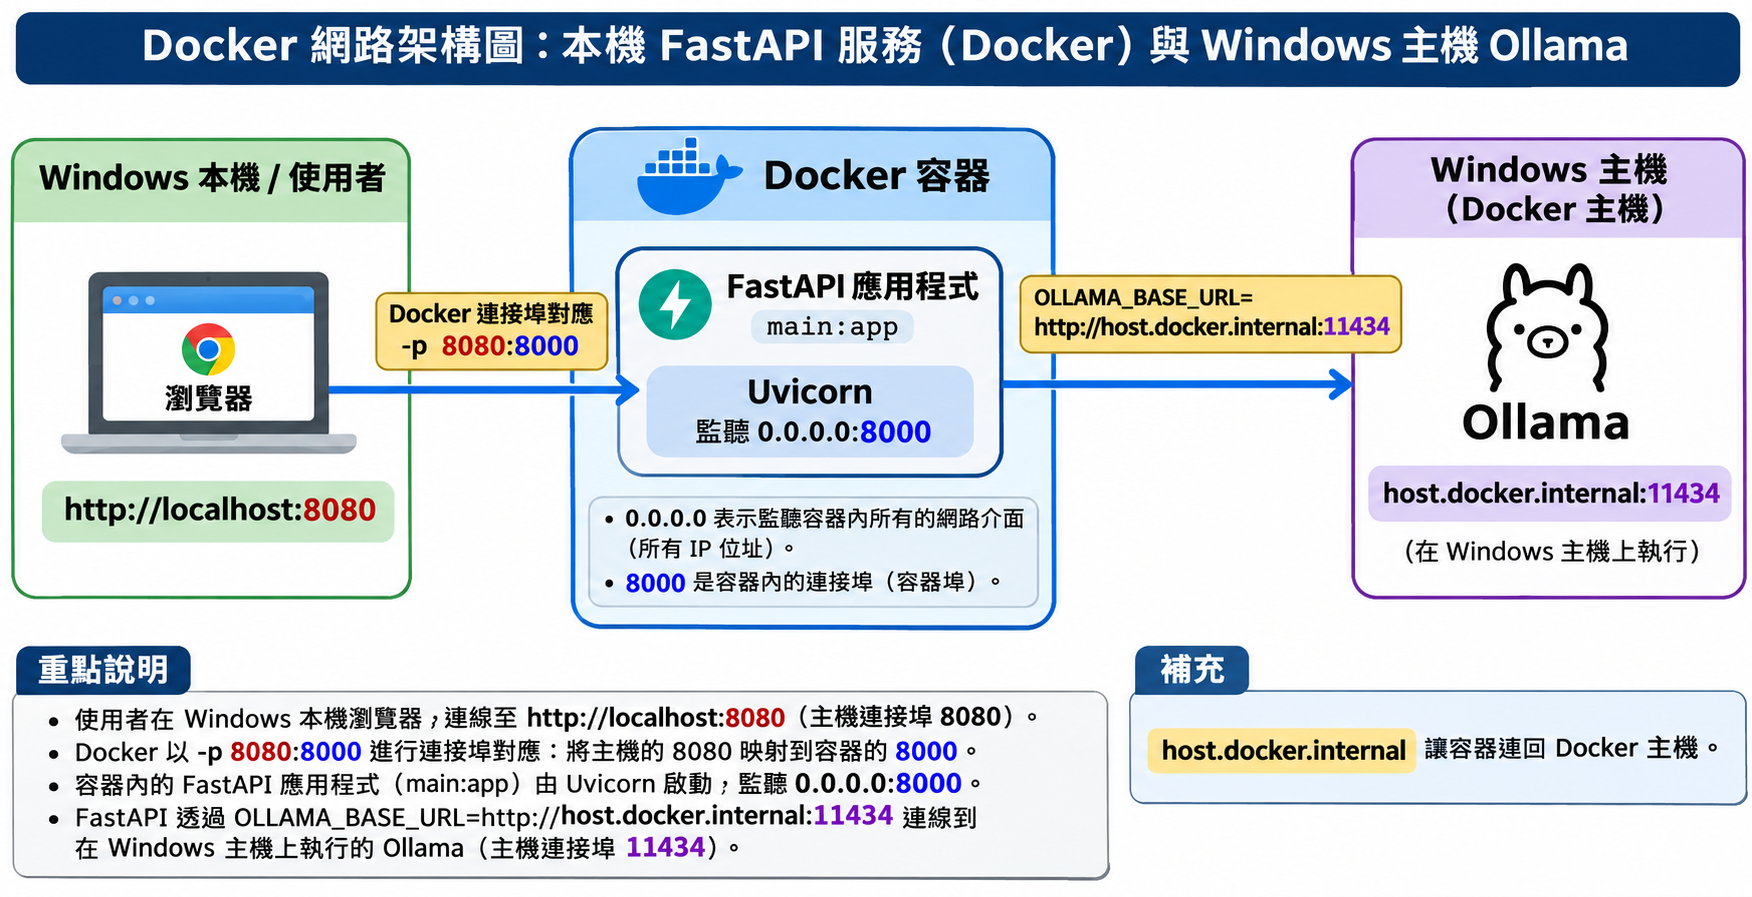 Docker 網路架構圖：本機 FastAPI 服務（Docker）與 Windows 主機 Ollama
Windows 本機 / 使用者
瀏覽器
http://localhost:8080
Docker 連接埠對應
-p 8080:8000
Docker 容器
FastAPI 應用程式
main:app
Uvicorn
監聽 0.0.0.0:8000
• 0.0.0.0 表示監聽容器內所有的網路介面
（所有 IP 位址）。
• 8000 是容器內的連接埠（容器埠）。
OLLAMA_BASE_URL=
http://host.docker.internal:11434
Windows 主機
（Docker 主機）
Ollama
host.docker.internal:11434
（在 Windows 主機上執行）
重點說明
• 使用者在 Windows 本機瀏覽器，連線至 http://localhost:8080（主機連接埠 8080）。
• Docker 以 -p 8080:8000 進行連接埠對應：將主機的 8080 映射到容器的 8000。
• 容器內的 FastAPI 應用程式（main:app）由 Uvicorn 啟動，監聽 0.0.0.0:8000。
• FastAPI 透過 OLLAMA_BASE_URL=http://host.docker.internal:11434 連線到
在 Windows 主機上執行的 Ollama（主機連接埠 11434）。
補充
host.docker.internal 讓容器連回 Docker 主機。